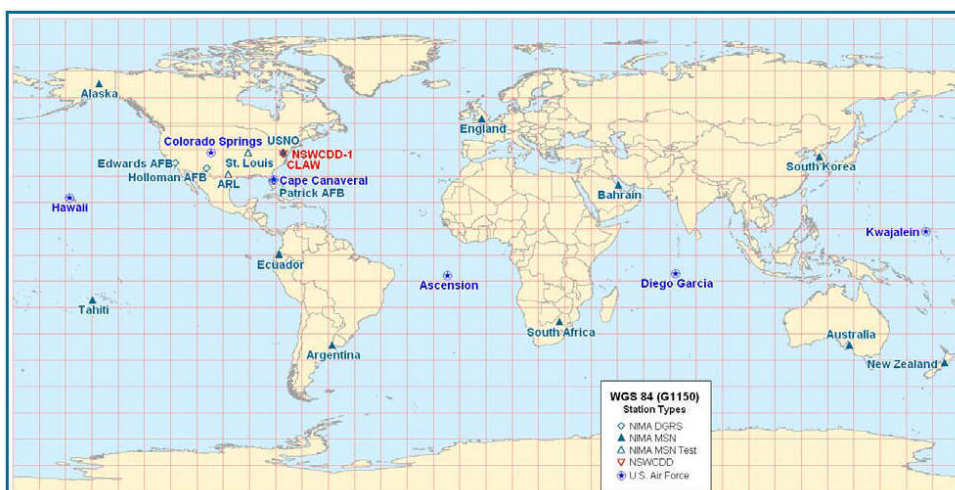 Alaska
England
Colorado Springs
USNO
NSWCDD-1
CLAW
St. Louis
Edwards AFB
Holloman AFB
ARL
Cape Canaveral
Patrick AFB
South Korea
Bahrain
Hawaii
Kwajalein
Ecuador
Ascension
Diego Garcia
Tahiti
South Africa
Argentina
Australia
New Zealand
WGS 84 (G1150)
Station Types
NIMA DGRS
NIMA MSN
NIMA MSN Test
NSWCDD
U.S. Air Force